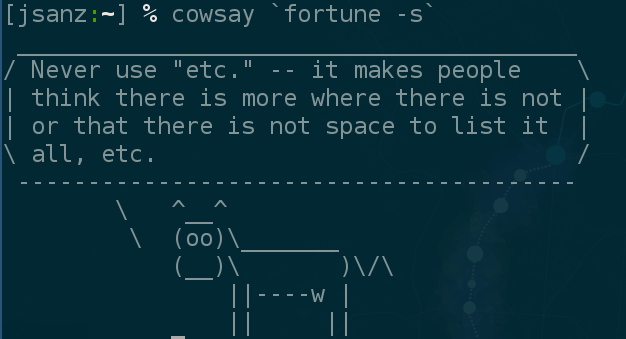 [jsanz:~] % cowsay `fortune -s`
 ________________________________________
/ Never use "etc." -- it makes people    \
| think there is more where there is not |
| or that there is not space to list it  |
\ all, etc.                              /
 ----------------------------------------
        \   ^__^
         \  (oo)\_______
            (__)\       )\/\
                ||----w |
                ||     ||